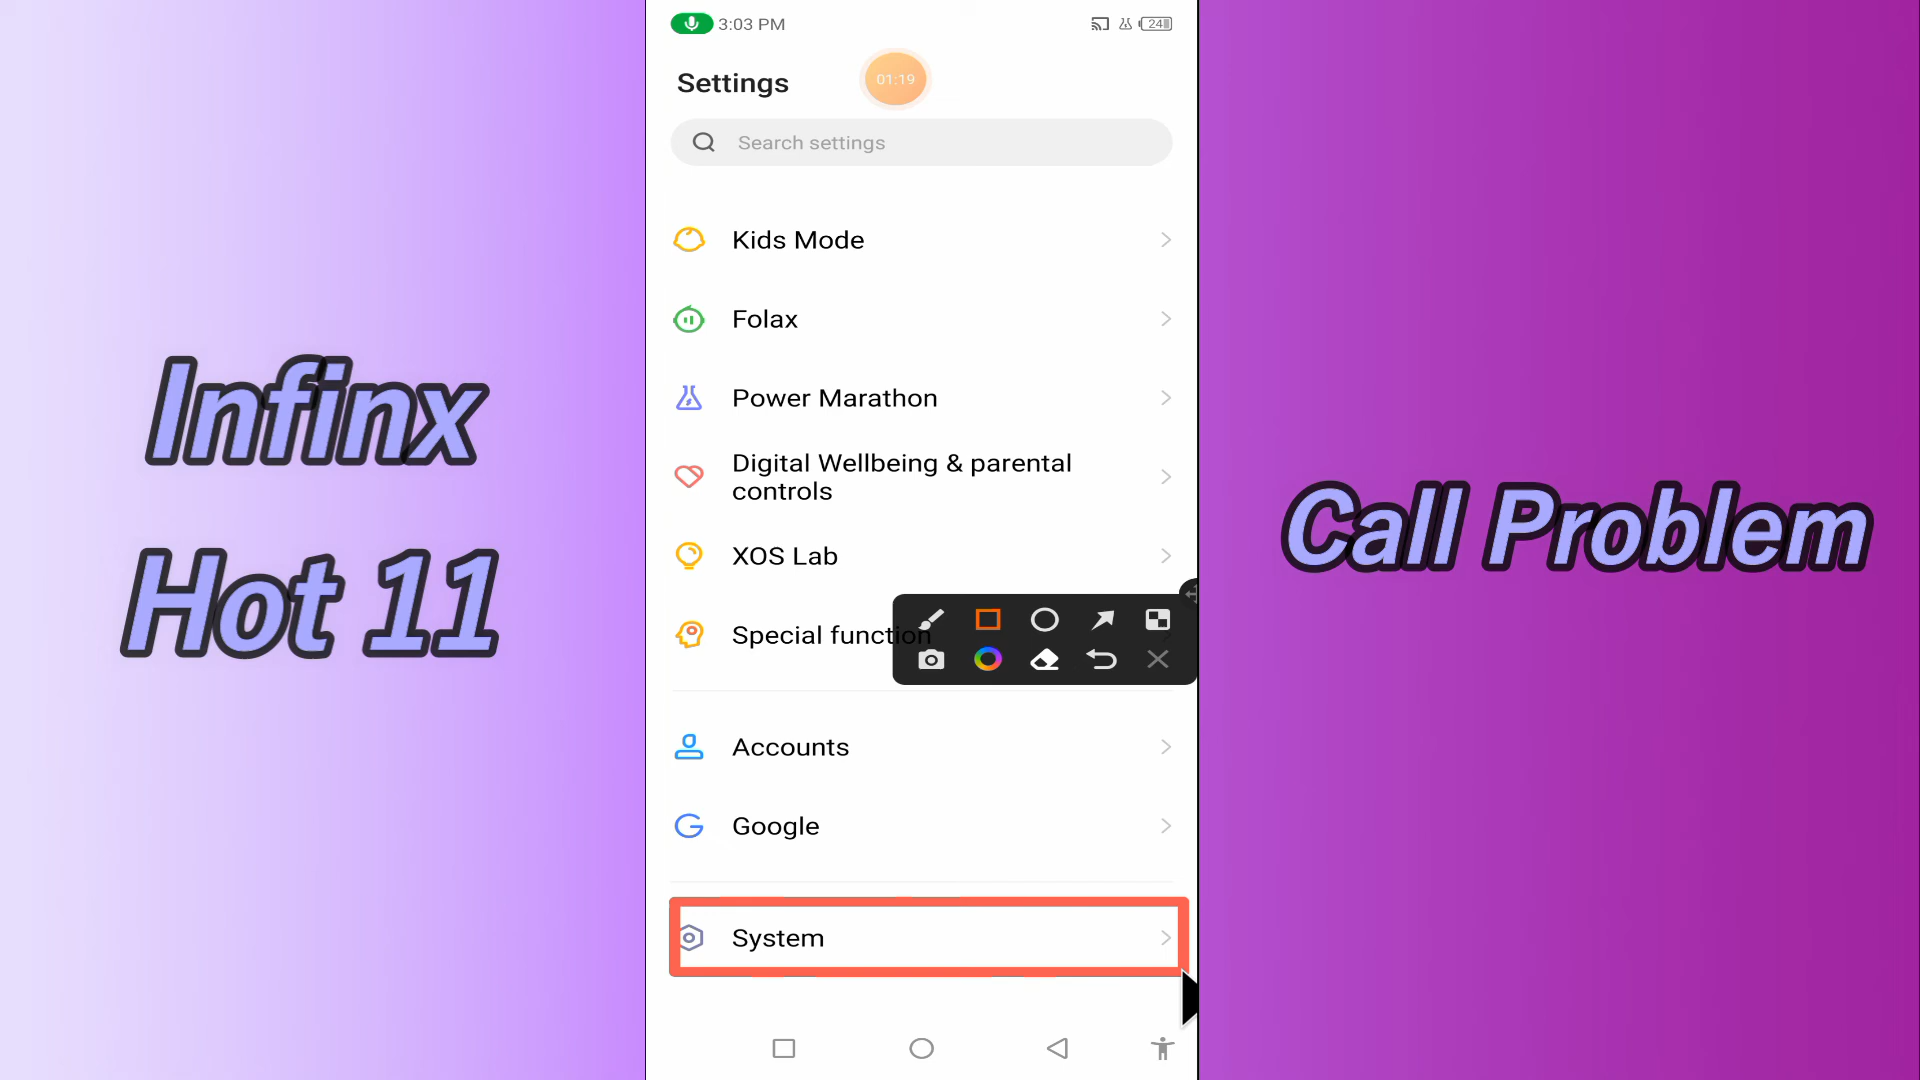 Infinx
Hot 11
3:03 PM
24
Settings
01:19
Search settings
Kids Mode
Folax
Power Marathon
Digital Wellbeing & parental
controls
XOS Lab
Special function
Accounts
Google
System
Call Problem